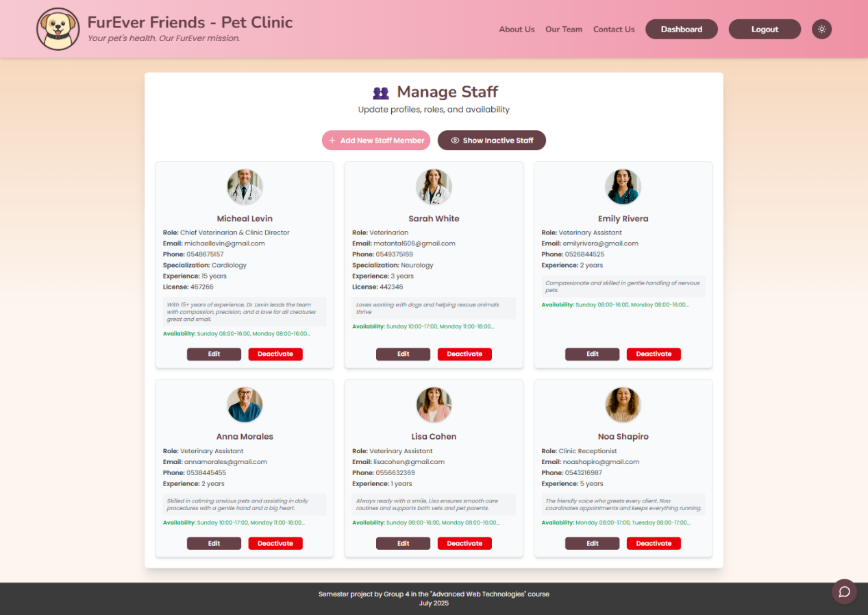 FurEver Friends - Pet Clinic
Your pet's health. Our FurEver mission.
About Us
Our Team
Contact Us
Dashboard
Logout
Manage Staff
Update profiles, roles, and availability
+ Add New Staff Member
Show Inactive Staff
Micheal Levin
Role: Chief Veterinarian & Clinic Director
Email: michaellevin@gmail.com
Phone: 0548675157
Specialization: Cardiology
Experience: 15 years
License: 467266
With 15+ years of experience, Dr. Levin leads the team
with compassion, precision, and a love for all creatures
great and small.
Availability: Sunday 08:00-16:00, Monday 08:00-16:00...
Edit
Deactivate
Sarah White
Role: Veterinarian
Email: matantal606@gmail.com
Phone: 0549375169
Specialization: Neurology
Experience: 3 years
License: 442346
Loves working with dogs and helping rescue animals
thrive
Availability: Sunday 10:00-17:00, Monday 11:00-16:00...
Edit
Deactivate
Emily Rivera
Role: Veterinary Assistant
Email: emilyrivera@gmail.com
Phone: 0526844525
Experience: 2 years
Compassionate and skilled in gentle handling of nervous
pets.
Availability: Sunday 08:00-16:00, Monday 08:00-16:00...
Edit
Deactivate
Anna Morales
Role: Veterinary Assistant
Email: annamorales@gmail.com
Phone: 0538445455
Experience: 2 years
Skilled in calming anxious pets and assisting in daily
procedures with a gentle hand and a big heart.
Availability: Sunday 10:00-17:00, Monday 11:00-16:00...
Edit
Deactivate
Lisa Cohen
Role: Veterinary Assistant
Email: lisacohen@gmail.com
Phone: 0556632369
Experience: 1 years
Always ready with a smile, Lisa ensures smooth care
routines and supports both vets and pet parents.
Availability: Sunday 08:00-16:00, Monday 08:00-16:00...
Edit
Deactivate
Noa Shapiro
Role: Clinic Receptionist
Email: noashapiro@gmail.com
Phone: 0543216987
Experience: 5 years
The friendly voice who greets every client. Noa
coordinates appointments and keeps everything running.
Availability: Monday 08:00-17:00, Tuesday 08:00-17:00...
Edit
Deactivate
Semester project by Group 4 in the "Advanced Web Technologies" course
July 2025